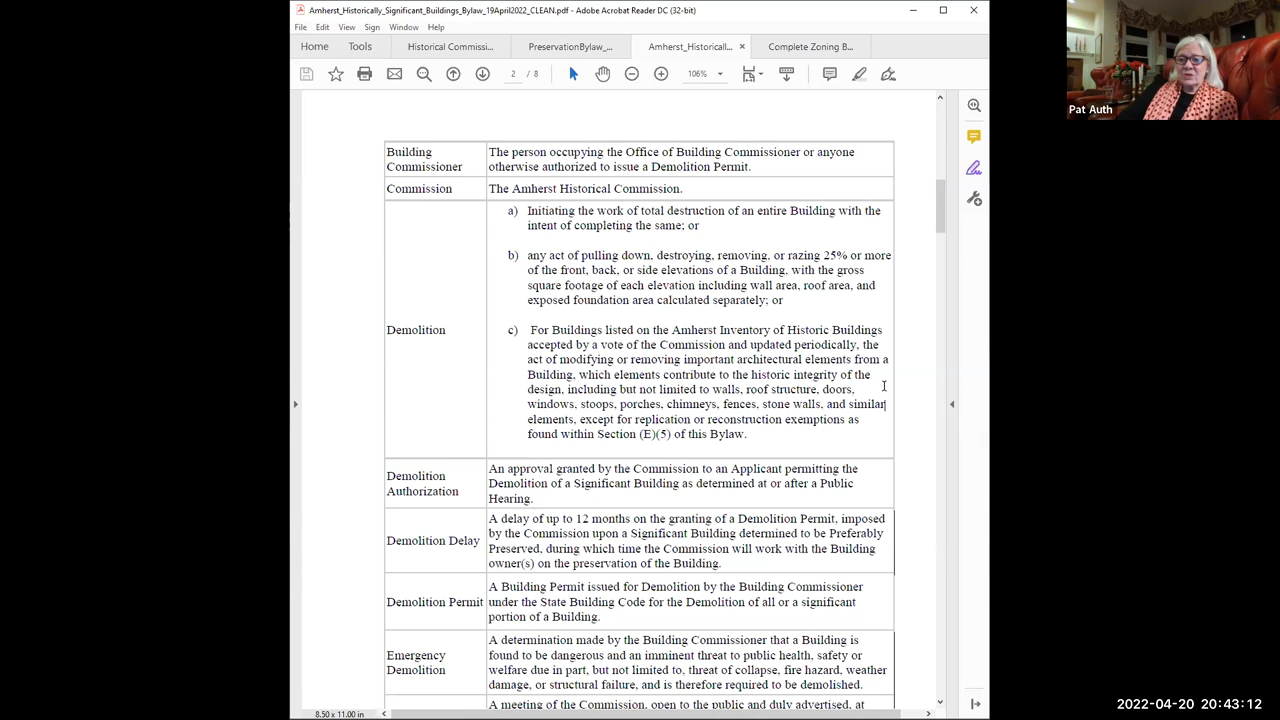 Amherst_Historically_Significant_Buildings_Bylaw_19April2022_CLEAN.pdf - Adobe Acrobat Reader DC (32-bit)
File Edit View Sign Window Help
Home Tools Historical Commissi... PreservationBylaw_... Amherst_Historicall... × Complete Zoning B...
2 / 8 106%
Pat Auth
Building
Commissioner
The person occupying the Office of Building Commissioner or anyone
otherwise authorized to issue a Demolition Permit.
Commission
The Amherst Historical Commission.
Demolition
a) Initiating the work of total destruction of an entire Building with the
intent of completing the same; or
b) any act of pulling down, destroying, removing, or razing 25% or more
of the front, back, or side elevations of a Building, with the gross
square footage of each elevation including wall area, roof area, and
exposed foundation area calculated separately; or
c) For Buildings listed on the Amherst Inventory of Historic Buildings
accepted by a vote of the Commission and updated periodically, the
act of modifying or removing important architectural elements from a
Building, which elements contribute to the historic integrity of the
design, including but not limited to walls, roof structure, doors,
windows, stoops, porches, chimneys, fences, stone walls, and similar
elements, except for replication or reconstruction exemptions as
found within Section (E)(5) of this Bylaw.
Demolition
Authorization
An approval granted by the Commission to an Applicant permitting the
Demolition of a Significant Building as determined at or after a Public
Hearing.
Demolition Delay
A delay of up to 12 months on the granting of a Demolition Permit, imposed
by the Commission upon a Significant Building determined to be Preferably
Preserved, during which time the Commission will work with the Building
owner(s) on the preservation of the Building.
Demolition Permit
A Building Permit issued for Demolition by the Building Commissioner
under the State Building Code for the Demolition of all or a significant
portion of a Building.
Emergency
Demolition
A determination made by the Building Commissioner that a Building is
found to be dangerous and an imminent threat to public health, safety or
welfare due in part, but not limited to, threat of collapse, fire hazard, weather
damage, or structural failure, and is therefore required to be demolished.
A meeting of the Commission, open to the public and duly advertised, at
8.50 x 11.00 in
2022-04-20 20:43:12